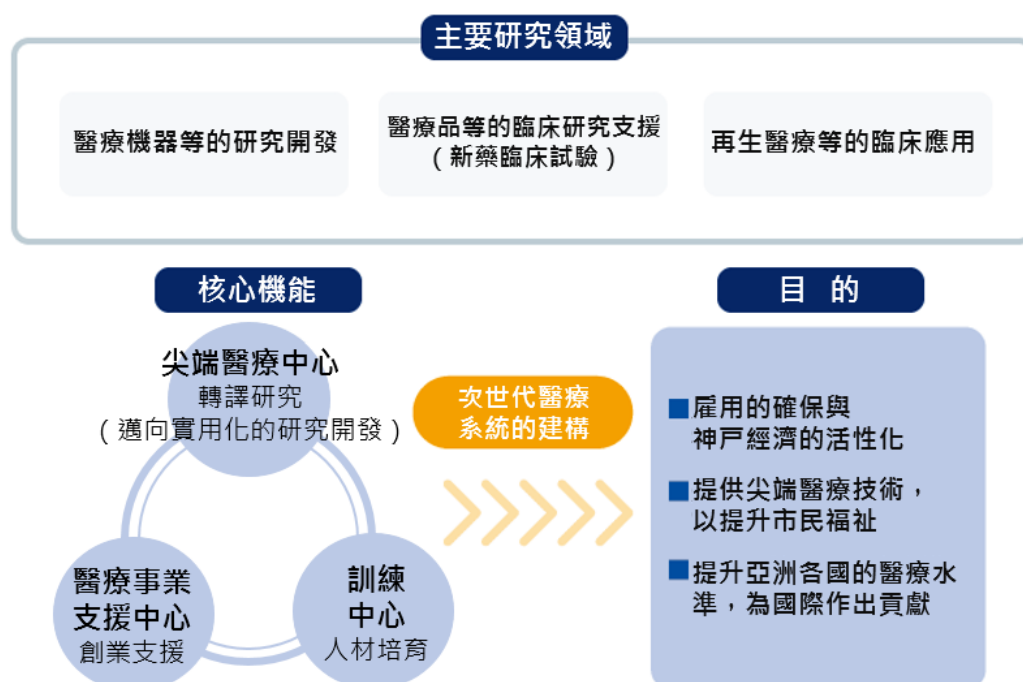 主要研究領域
醫療機器等的研究開發
醫療品等的臨床研究支援
(新藥臨床試驗)
再生醫療等的臨床應用
核心機能
尖端醫療中心
轉譯研究
(邁向實用化的研究開發)
醫療事業
支援中心
創業支援
訓練
中心
人材培育
次世代醫療
系統的建構
目 的
■雇用的確保與
神戸經濟的活性化
■提供尖端醫療技術，
以提升市民福祉
■提升亞洲各國的醫療水
準，為國際作出貢獻